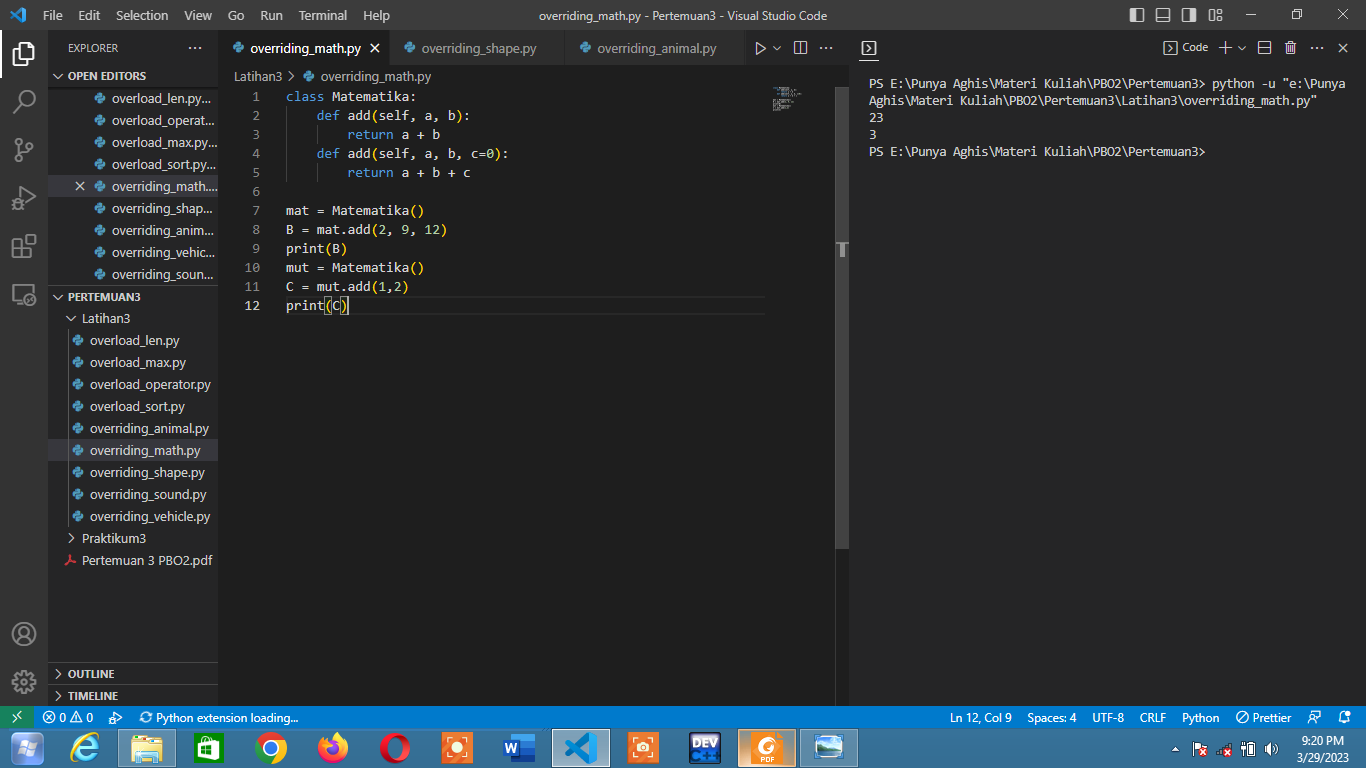 File Edit Selection View Go Run Terminal Help overriding_math.py - Pertemuan3 - Visual Studio Code
EXPLORER
OPEN EDITORS
overload_len.py...
overload_operat...
overload_max.py...
overload_sort.py...
overriding_math....
overriding_shap...
overriding_anim...
overriding_vehic...
overriding_soun...
PERTEMUAN3
Latihan3
overload_len.py
overload_max.py
overload_operator.py
overload_sort.py
overriding_animal.py
overriding_math.py
overriding_shape.py
overriding_sound.py
overriding_vehicle.py
Praktikum3
Pertemuan 3 PBO2.pdf
OUTLINE
TIMELINE
overriding_math.py overriding_shape.py overriding_animal.py
Latihan3 > overriding_math.py
1 class Matematika:
2 def add(self, a, b):
3 return a + b
4 def add(self, a, b, c=0):
5 return a + b + c
6
7 mat = Matematika()
8 B = mat.add(2, 9, 12)
9 print(B)
10 mut = Matematika()
11 C = mut.add(1,2)
12 print(C)
Code
PS E:\Punya Aghis\Materi Kuliah\PBO2\Pertemuan3> python -u "e:\Punya
Aghis\Materi Kuliah\PBO2\Pertemuan3\Latihan3\overriding_math.py"
23
3
PS E:\Punya Aghis\Materi Kuliah\PBO2\Pertemuan3>
0 0 Python extension loading... Ln 12, Col 9 Spaces: 4 UTF-8 CRLF Python Prettier
W DEV C++ PDF
9:20 PM
3/29/2023